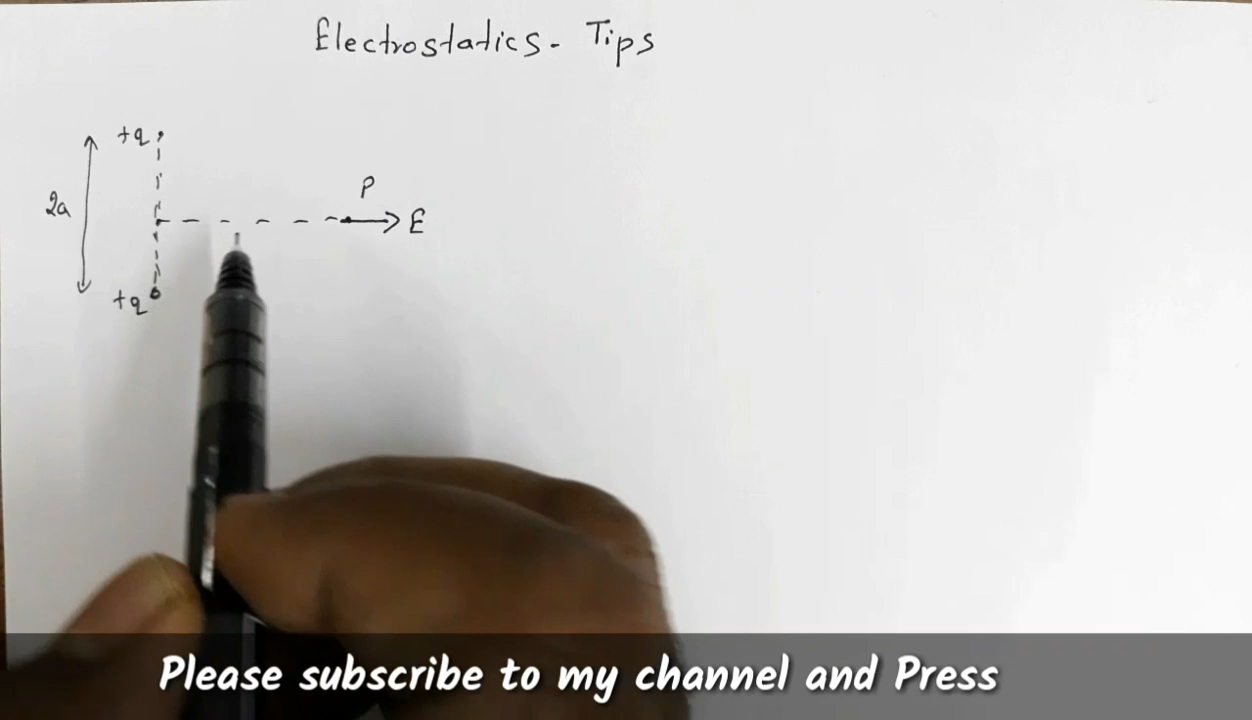 Electrostatics - Tips
+q
2a
P
E
+q
Please subscribe to my channel and Press